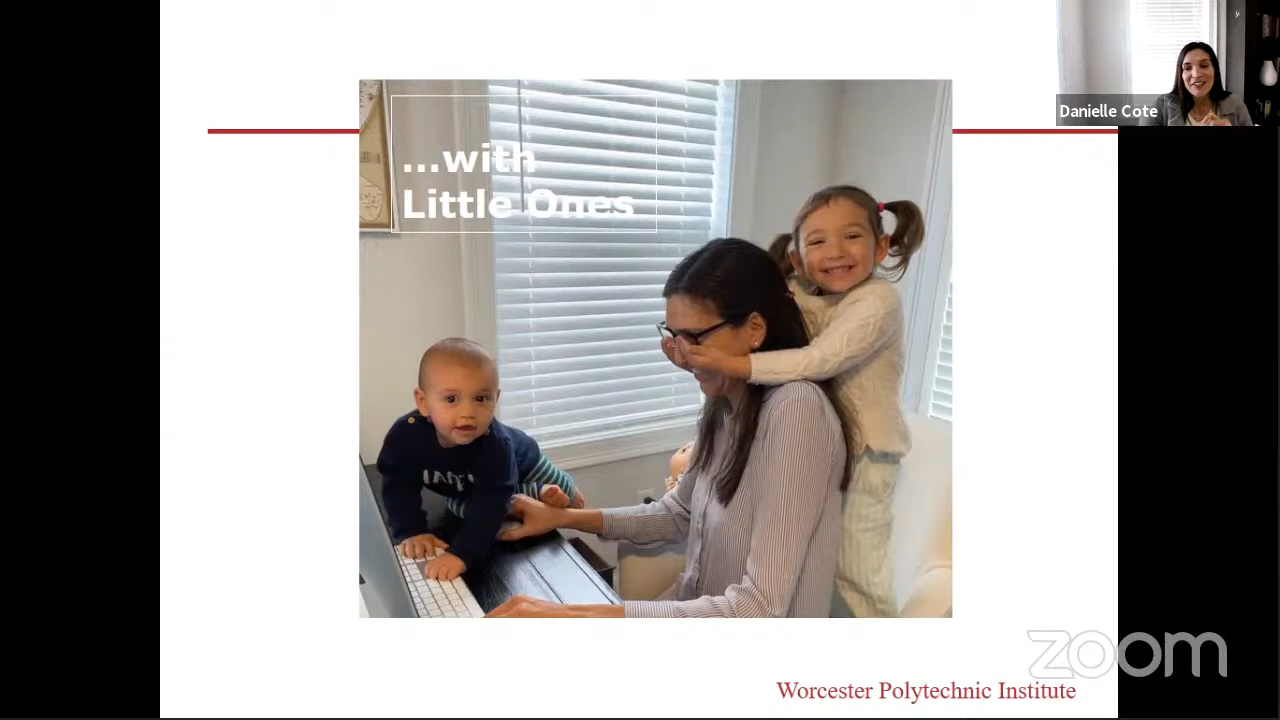 Danielle Cote
...with
Little Ones
zoom
Worcester Polytechnic Institute